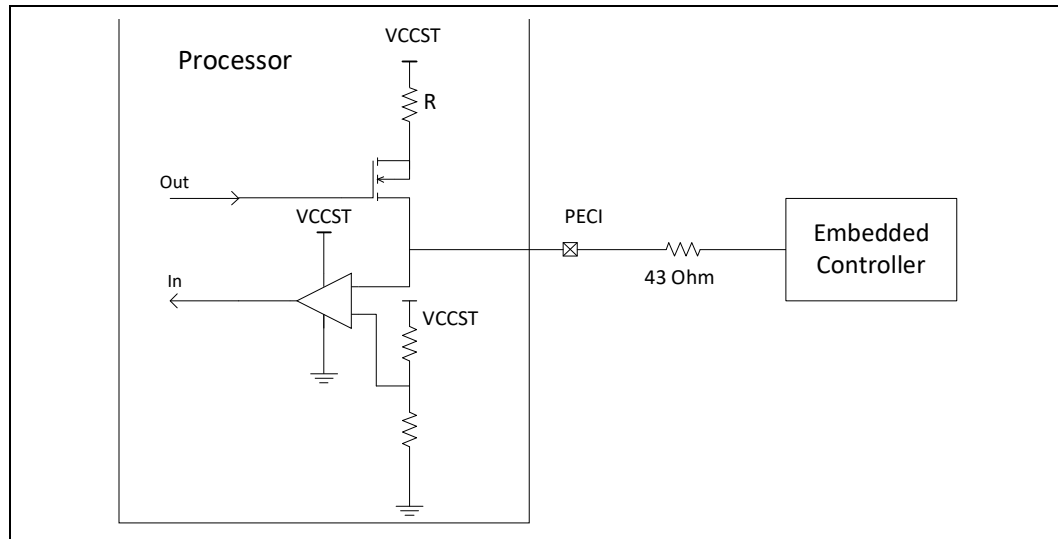 VCCST
Processor
R
Out
VCCST
PECI
Embedded
Controller
In
43 Ohm
VCCST